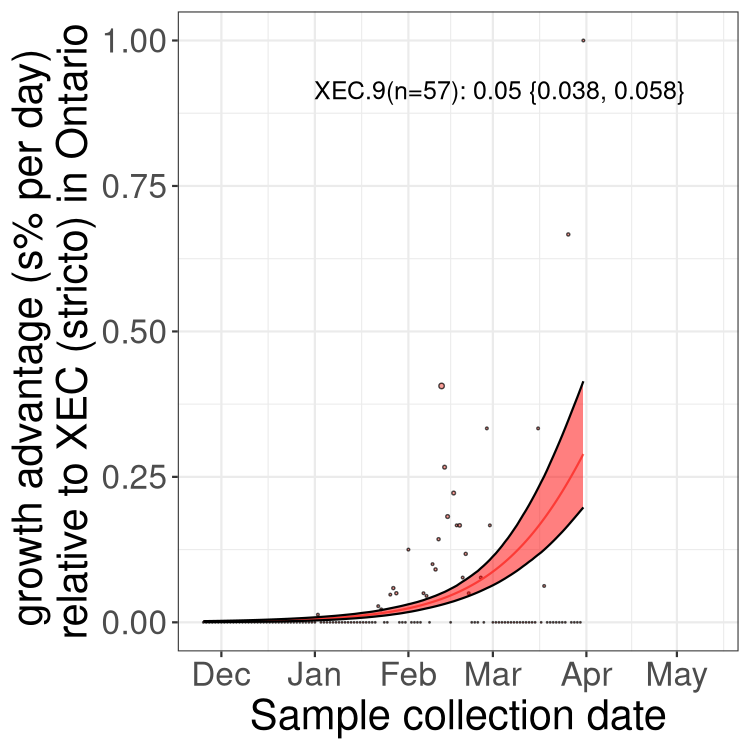 growth advantage (s% per day)
relative to XEC (stricto) in Ontario
1.00
0.75
0.50
0.25
0.00
XEC.9(n=57): 0.05 {0.038, 0.058}
Dec Jan Feb Mar Apr May
Sample collection date